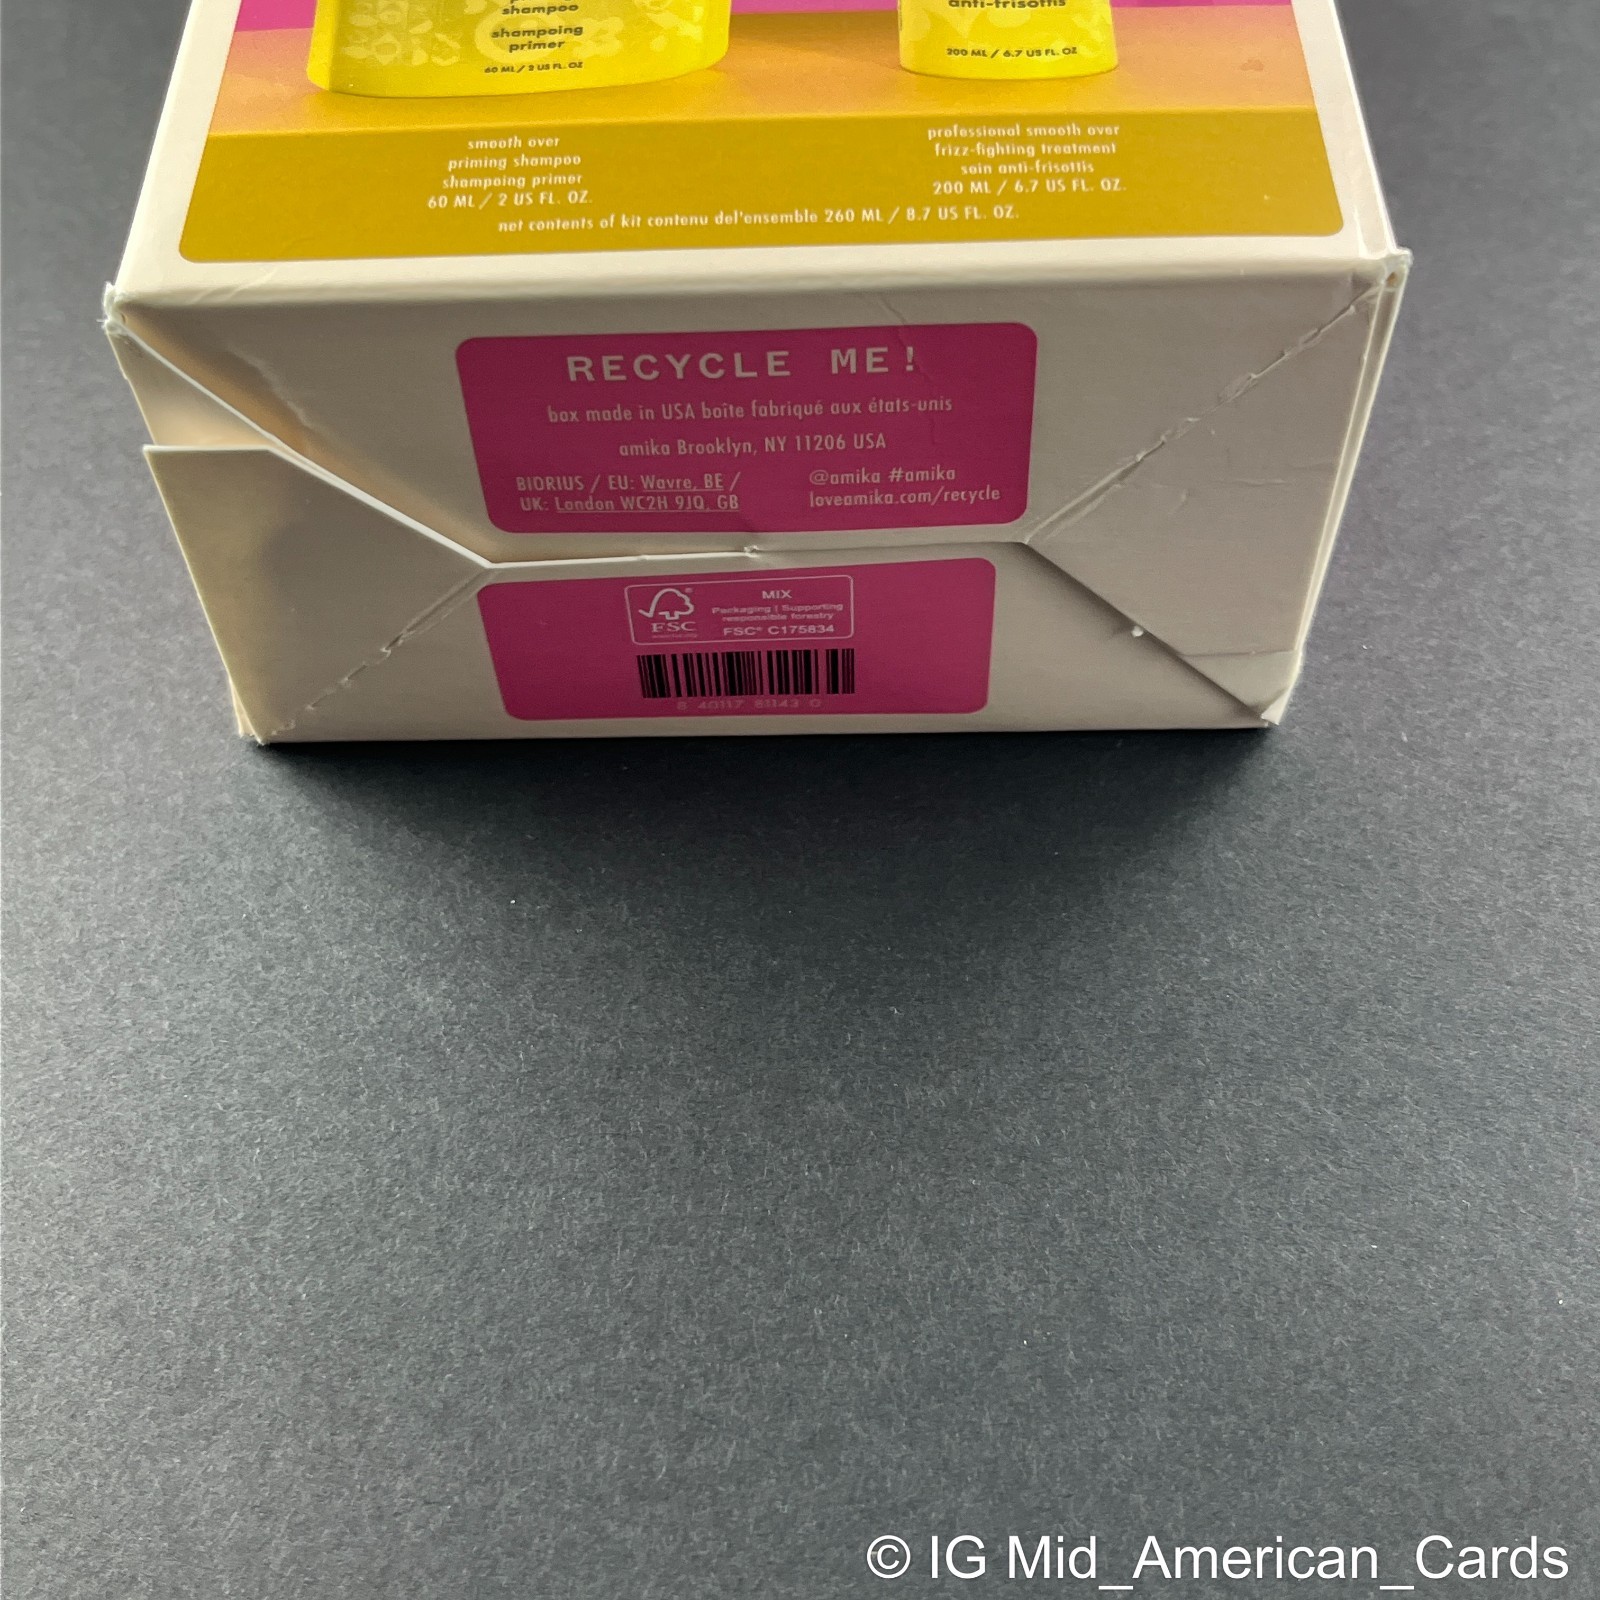 shampoo
shampoing
primer
60 ML / 2 US FL. OZ
anti-frisottis
200 ML / 6.7 US FL. OZ
smooth over
priming shampoo
shampoing primer
60 ML / 2 US FL. OZ.
professional smooth over
frizz-fighting treatment
soin anti-frisottis
200 ML / 6.7 US FL. OZ.
net contents of kit contenu del'ensemble 260 ML / 8.7 US FL. OZ.
RECYCLE ME!
box made in USA boîte fabriqué aux états-unis
amika Brooklyn, NY 11206 USA
BIORIUS / EU: Wavre, BE /
UK: London WC2H 9JQ, GB
@amika #amika
loveamika.com/recycle
FSC
MIX
Packaging | Supporting
responsible forestry
FSC® C175834
8 40117 81143 0
© IG Mid_American_Cards